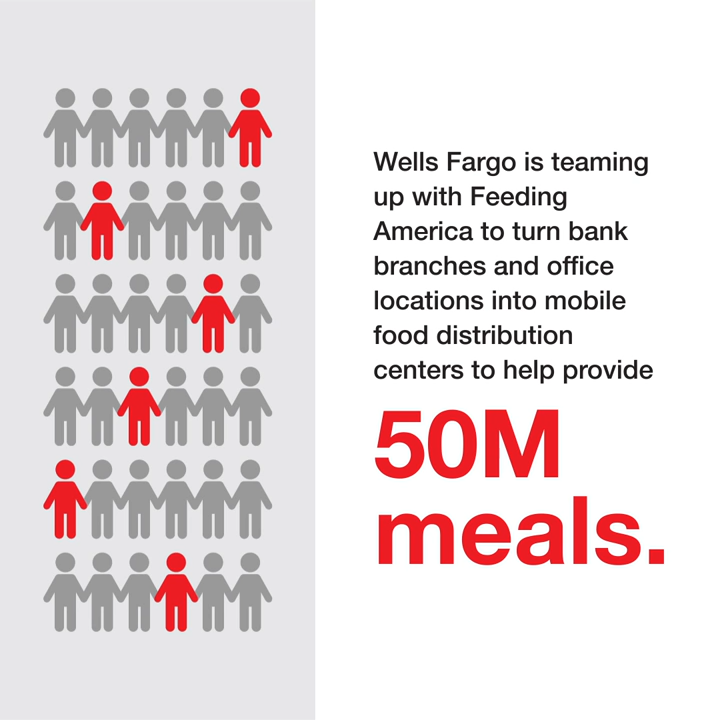 Wells Fargo is teaming
up with Feeding
America to turn bank
branches and office
locations into mobile
food distribution
centers to help provide
50M
meals.